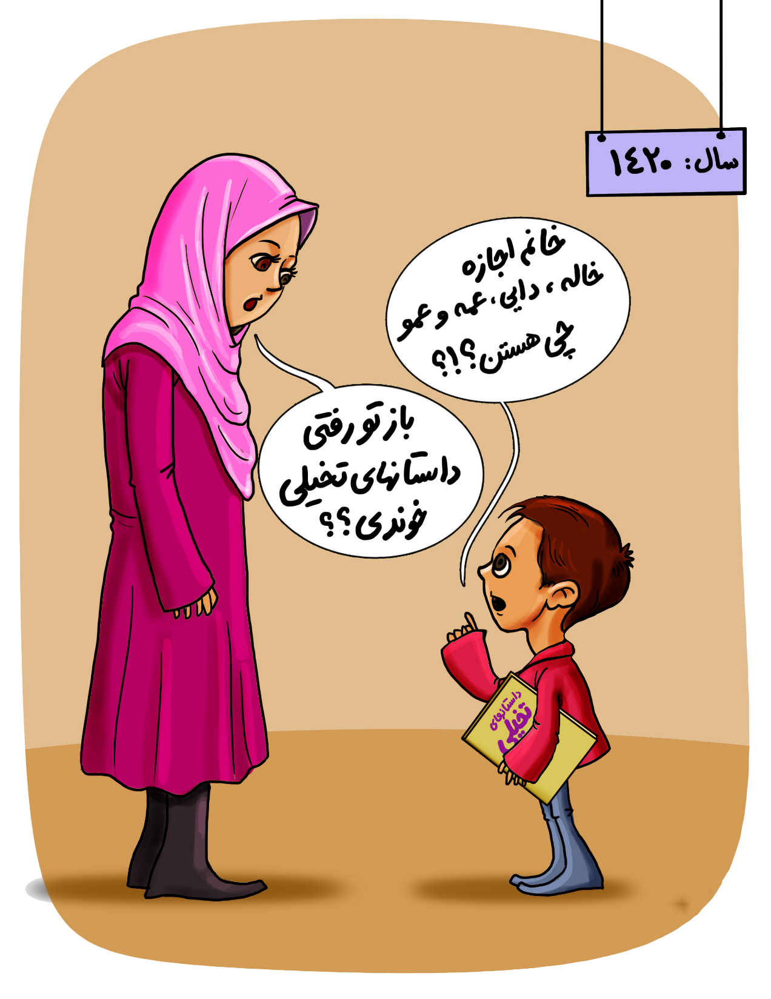 سال: ۱۴۲۰
خانم اجازه
خاله، دایی، عمه و عمو
چی هستن؟!؟
باز تو رفتی
داستانهای تخیلی
خوندی؟؟
داستانهای
تخیلی